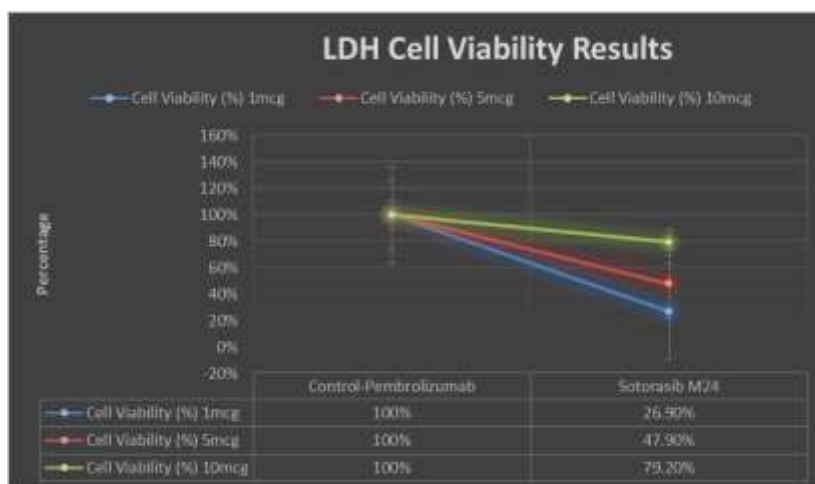 LDH Cell Viability Results
Cell Viability (%) 1mcg Cell Viability (%) 5mcg Cell Viability (%) 10mcg
160%
140%
120%
100%
80%
60%
40%
20%
0%
-20%
Percentage
Control-Pembrolizumab Sotorasib M24
Cell Viability (%) 1mcg 100% 26.90%
Cell Viability (%) 5mcg 100% 47.90%
Cell Viability (%) 10mcg 100% 79.20%